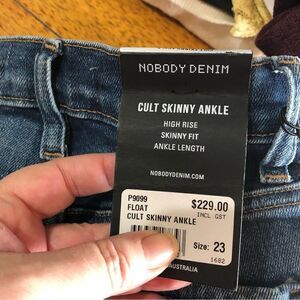 NOBODY DENIM
CULT SKINNY ANKLE
HIGH RISE
SKINNY FIT
ANKLE LENGTH
NOBODYDENIM.COM
P9099
FLOAT
$229.00
INCL GST
CULT SKINNY ANKLE
Size: 23
1682
AUSTRALIA